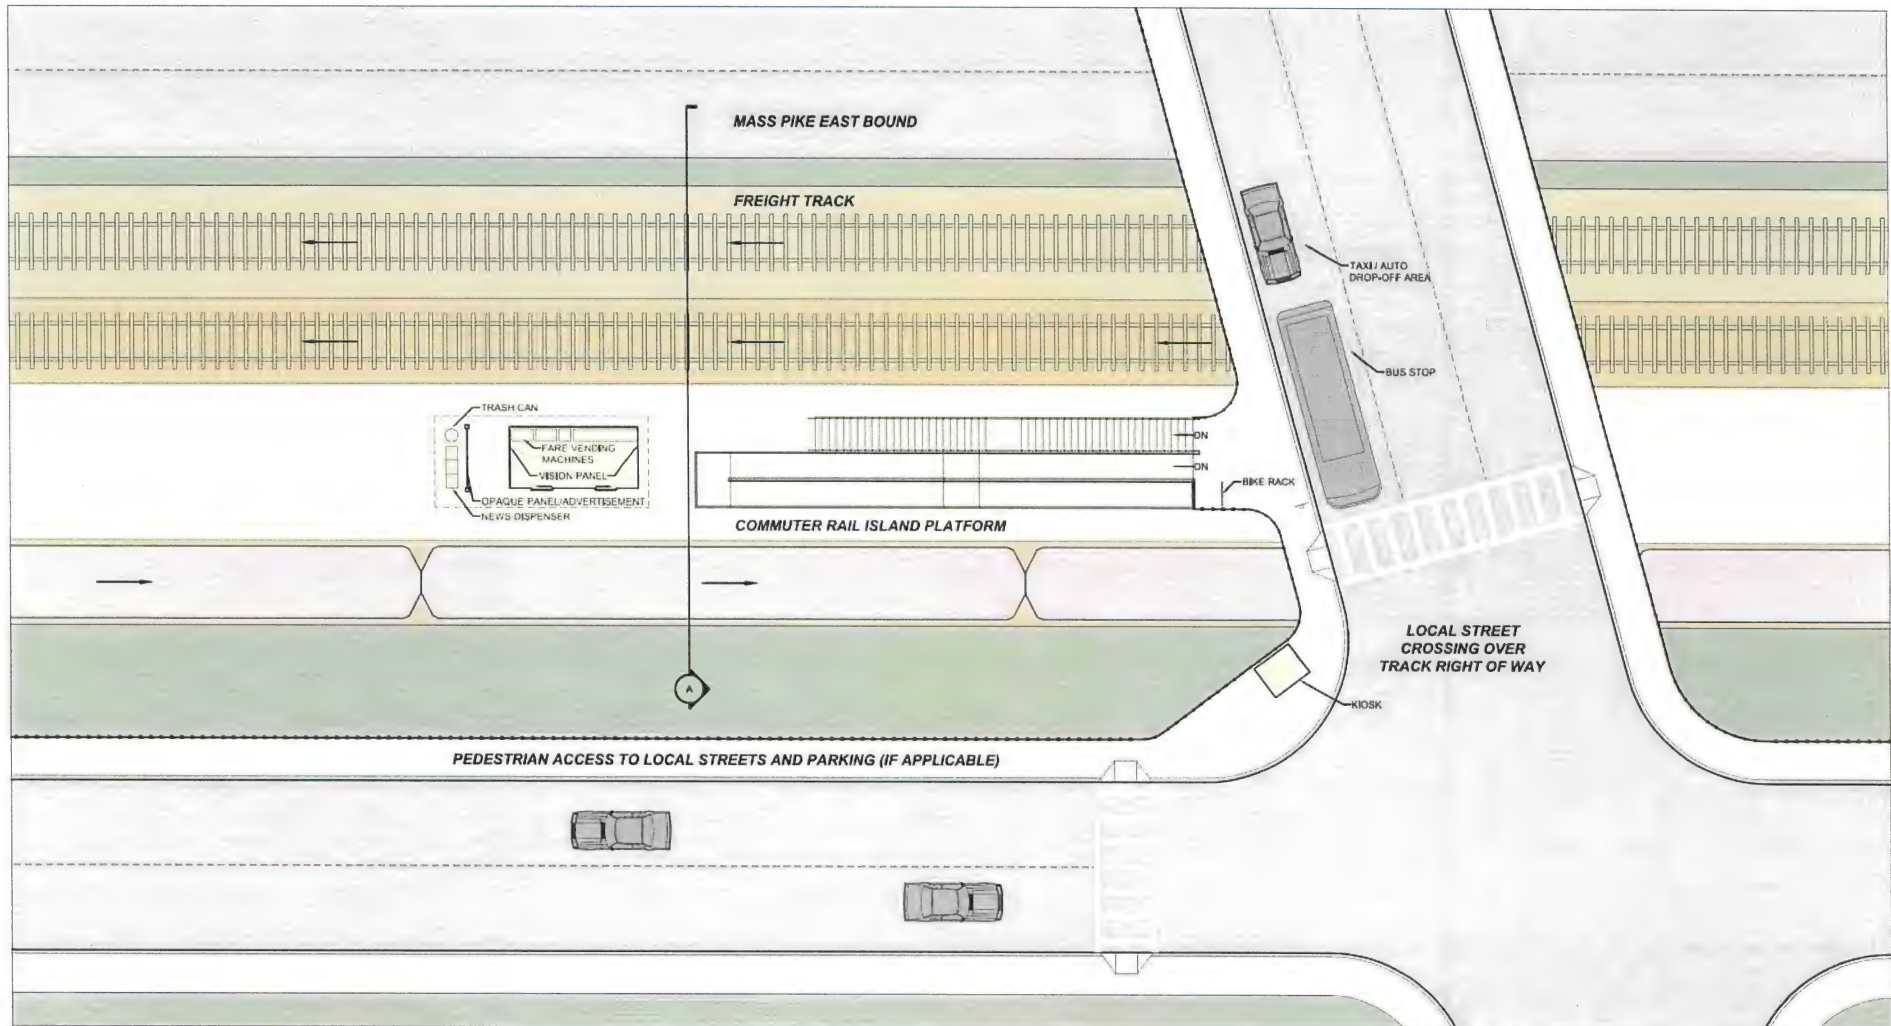 MASS PIKE EAST BOUND
FREIGHT TRACK
TAXI / AUTO
DROP-OFF AREA
BUS STOP
TRASH CAN
FARE VENDING
MACHINES
VISION PANEL
OPAQUE PANEL/ADVERTISEMENT
NEWS DISPENSER
DN
DN
BIKE RACK
COMMUTER RAIL ISLAND PLATFORM
LOCAL STREET
CROSSING OVER
TRACK RIGHT OF WAY
A
KIOSK
PEDESTRIAN ACCESS TO LOCAL STREETS AND PARKING (IF APPLICABLE)